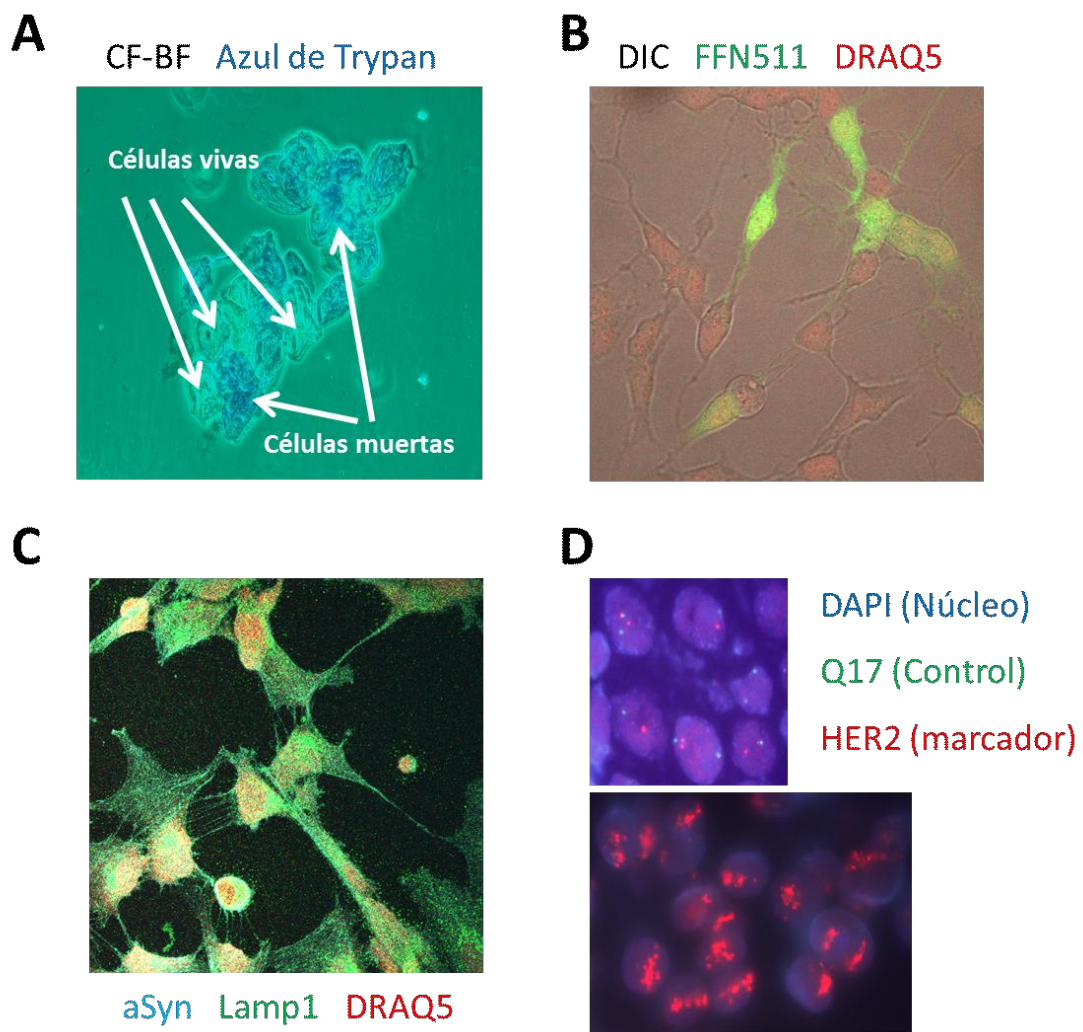 A
CF-BF Azul de Trypan
Células vivas
Células muertas
B
DIC FFN511 DRAQ5
C
aSyn Lamp1 DRAQ5
D
DAPI (Núcleo)
Q17 (Control)
HER2 (marcador)